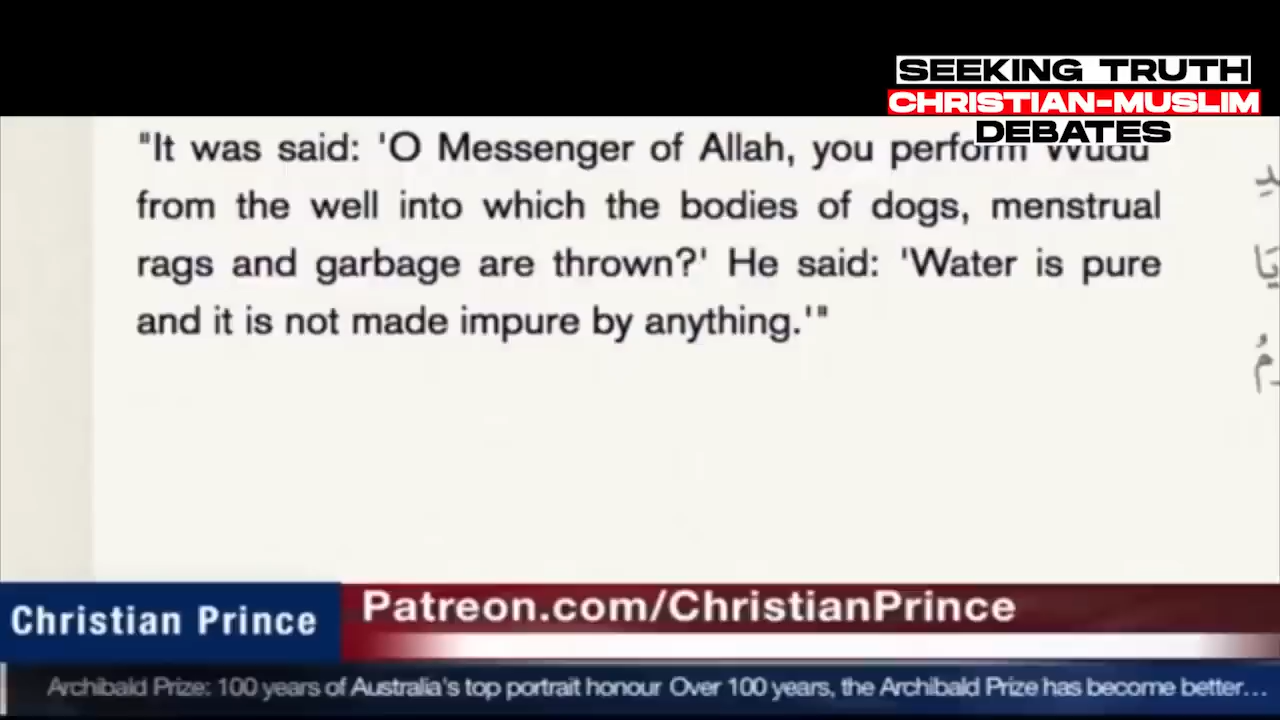 SEEKING TRUTH
CHRISTIAN-MUSLIM
DEBATES
"It was said: 'O Messenger of Allah, you perform Wudu
from the well into which the bodies of dogs, menstrual
rags and garbage are thrown?' He said: 'Water is pure
and it is not made impure by anything.'"
Christian Prince
Patreon.com/ChristianPrince
Archibald Prize: 100 years of Australia's top portrait honour Over 100 years, the Archibald Prize has become better...